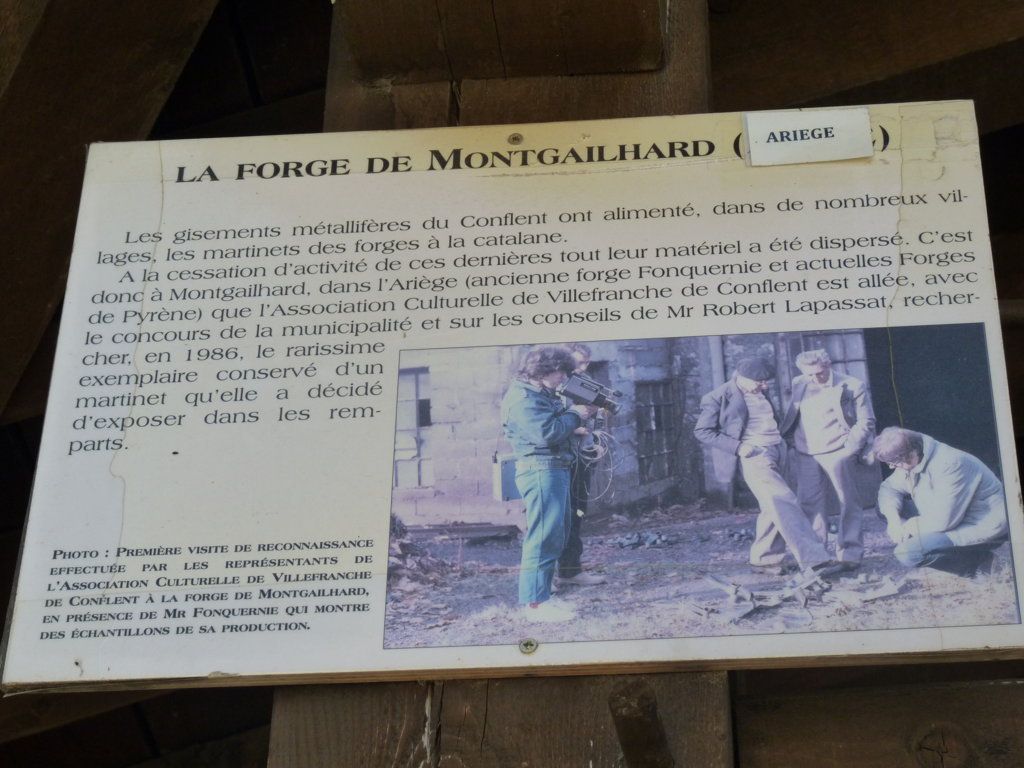 LA FORGE DE MONTGAILHARD (ARIEGE)
Les gisements métallifères du Conflent ont alimenté, dans de nombreux vil-
lages, les martinets des forges à la catalane.
A la cessation d'activité de ces dernières tout leur matériel a été dispersé. C'est
donc à Montgailhard, dans l'Ariège (ancienne forge Fonquernie et actuelles Forges
de Pyrène) que l'Association Culturelle de Villefranche de Conflent est allée, avec
le concours de la municipalité et sur les conseils de Mr Robert Lapassat, recher-
cher, en 1986, le rarissime
exemplaire conservé d'un
martinet qu'elle a décidé
d'exposer dans les rem-
parts.
PHOTO : PREMIÈRE VISITE DE RECONNAISSANCE
EFFECTUÉE PAR LES REPRÉSENTANTS DE
L'ASSOCIATION CULTURELLE DE VILLEFRANCHE
DE CONFLENT À LA FORGE DE MONTGAILHARD,
EN PRÉSENCE DE MR FONQUERNIE QUI MONTRE
DES ÉCHANTILLONS DE SA PRODUCTION.